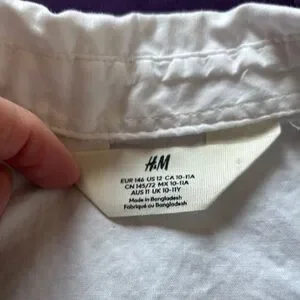 H&M
EUR 146 US 12 CA 10-11A
CN 145/72 MX 10-11A
AUS 11 UK 10-11Y
Made in Bangladesh
Fabriqué au Bangladesh